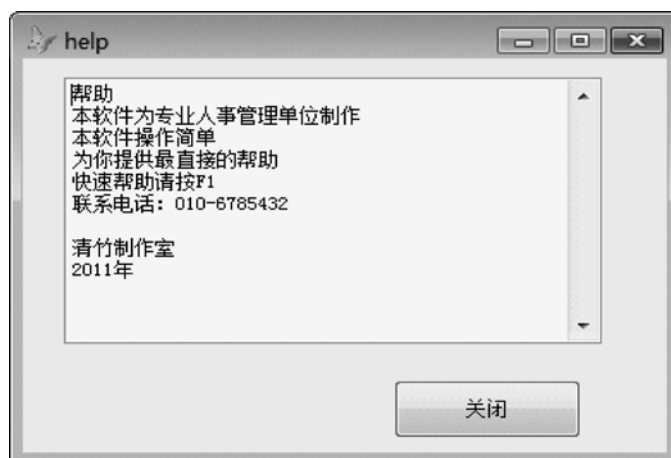 help
帮助
本软件为专业人事管理单位制作
本软件操作简单
为你提供最直接的帮助
快速帮助请按F1
联系电话：010-6785432
清竹制作室
2011年
关闭